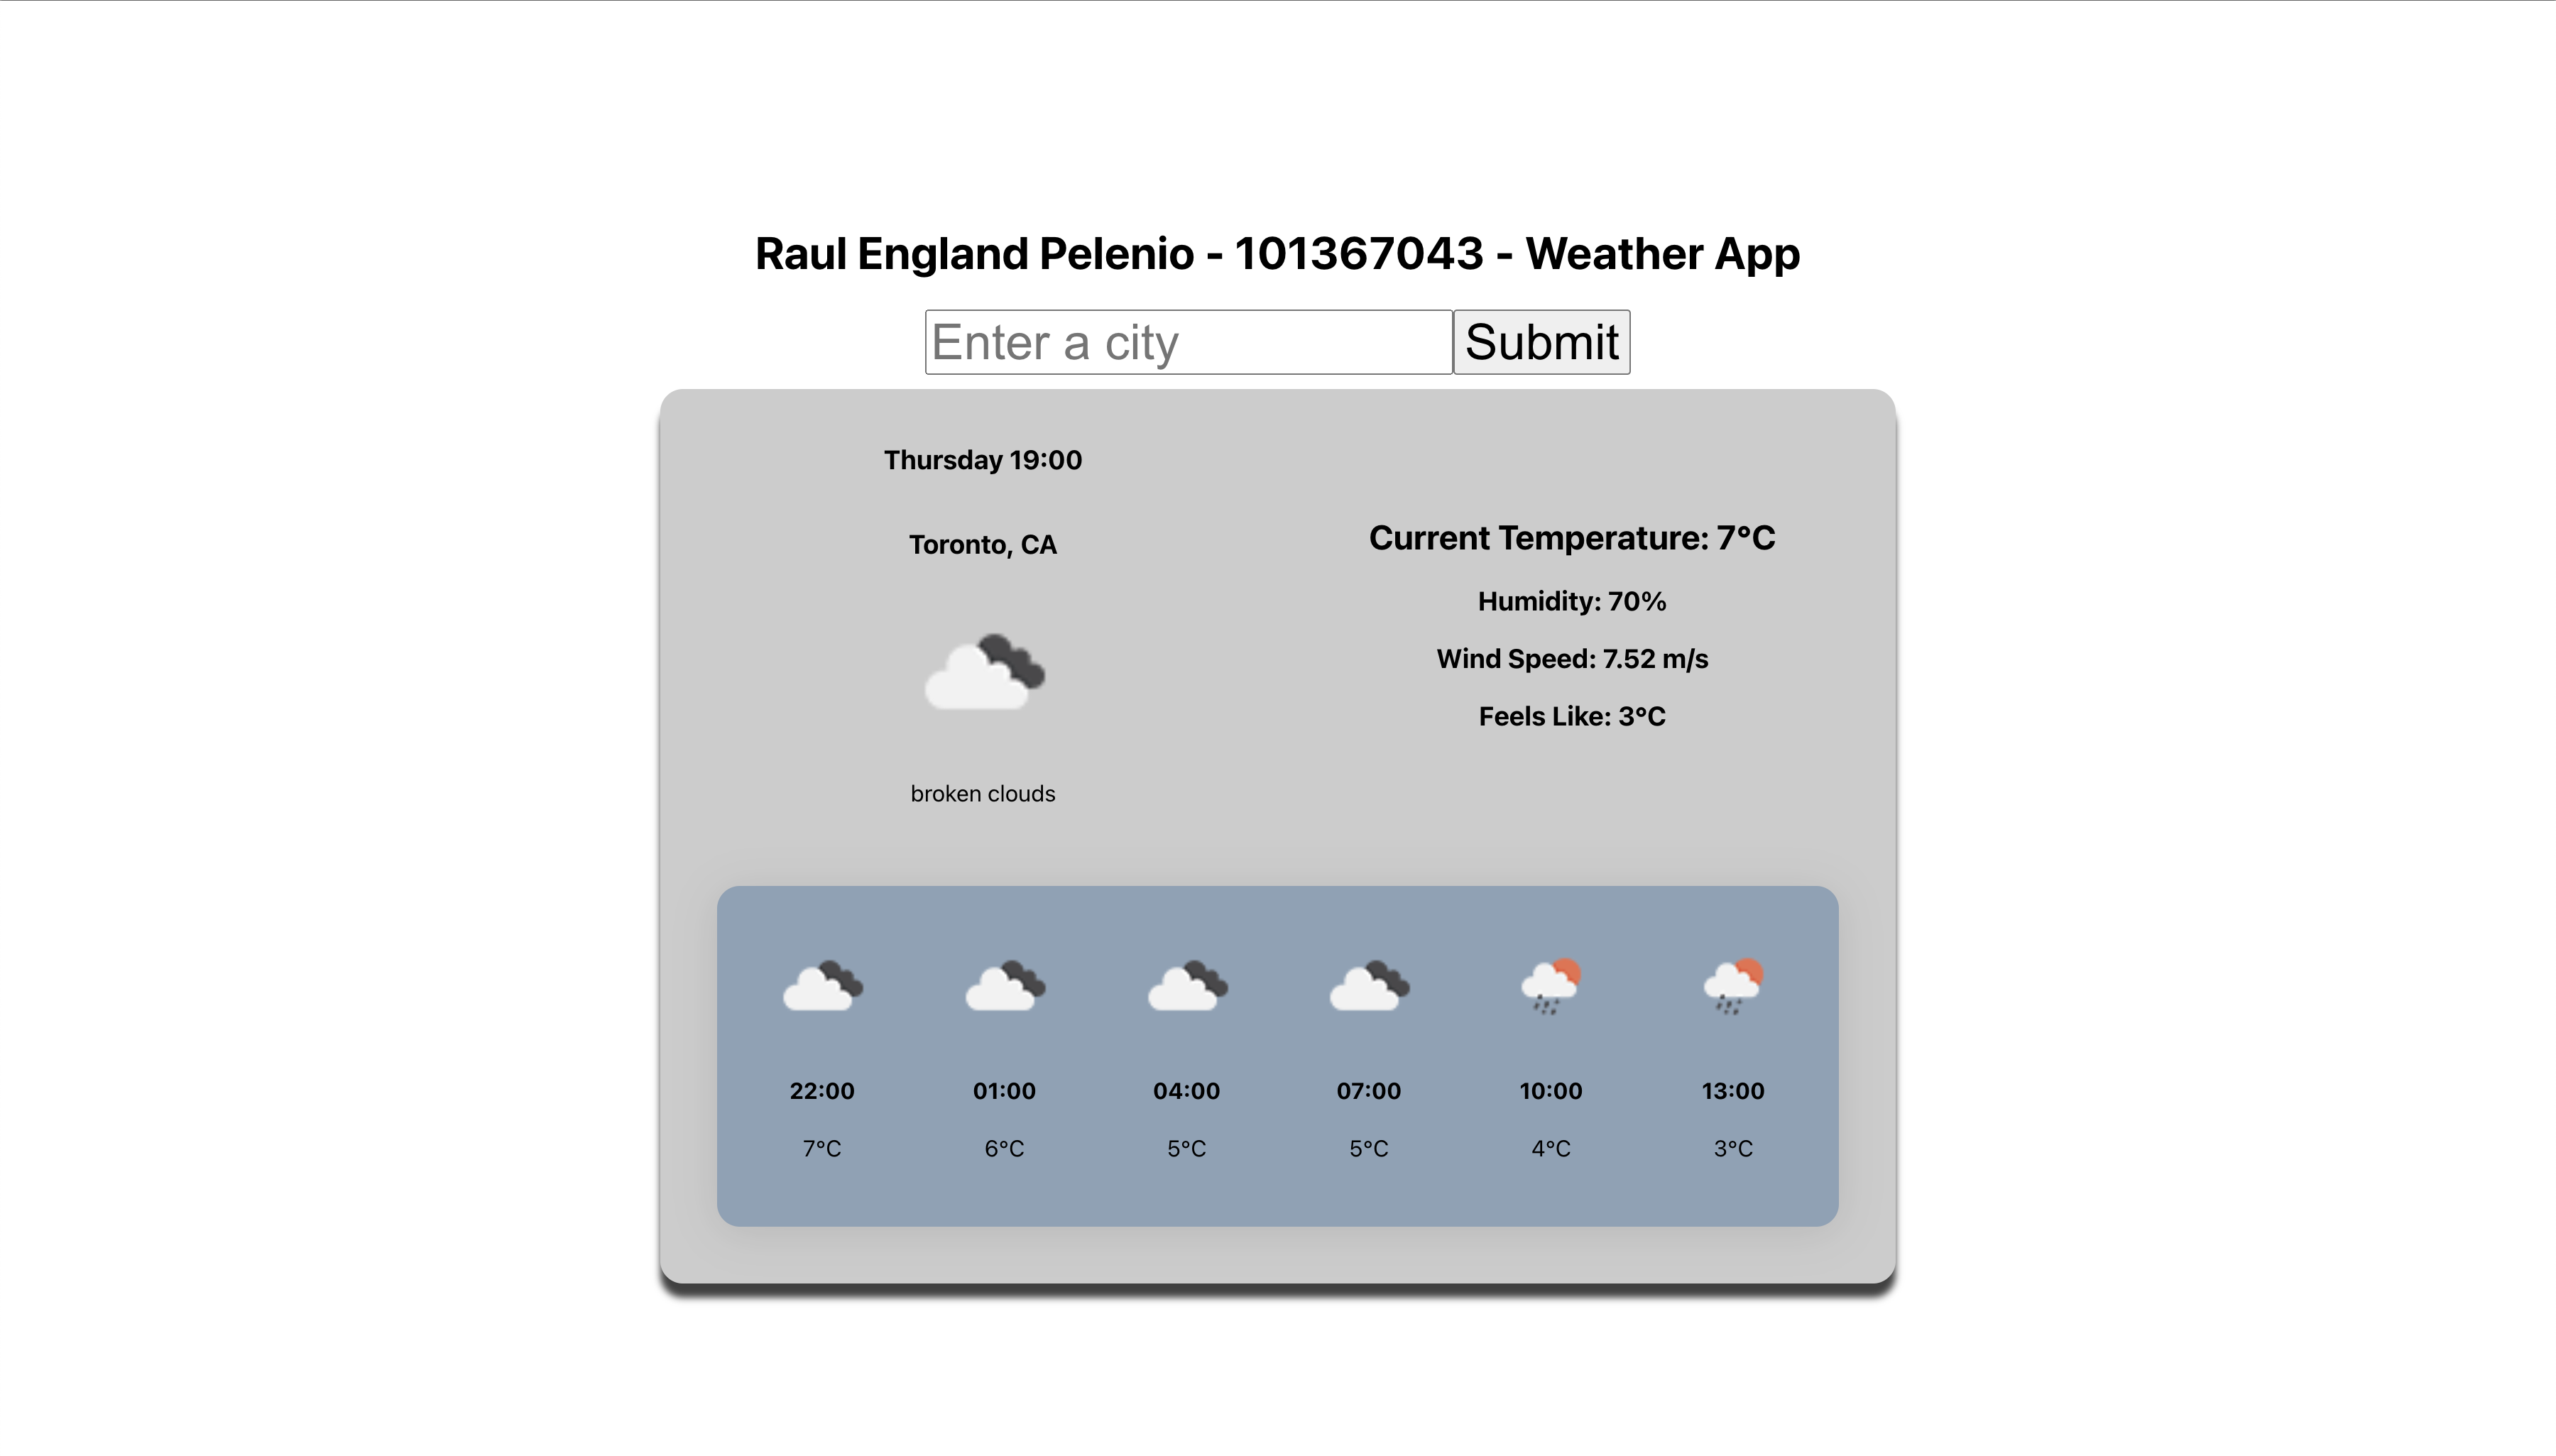 Raul England Pelenio - 101367043 - Weather App
Enter a city
Submit
Thursday 19:00
Toronto, CA
broken clouds
Current Temperature: 7°C
Humidity: 70%
Wind Speed: 7.52 m/s
Feels Like: 3°C
22:00 01:00 04:00 07:00 10:00 13:00
7°C 6°C 5°C 5°C 4°C 3°C